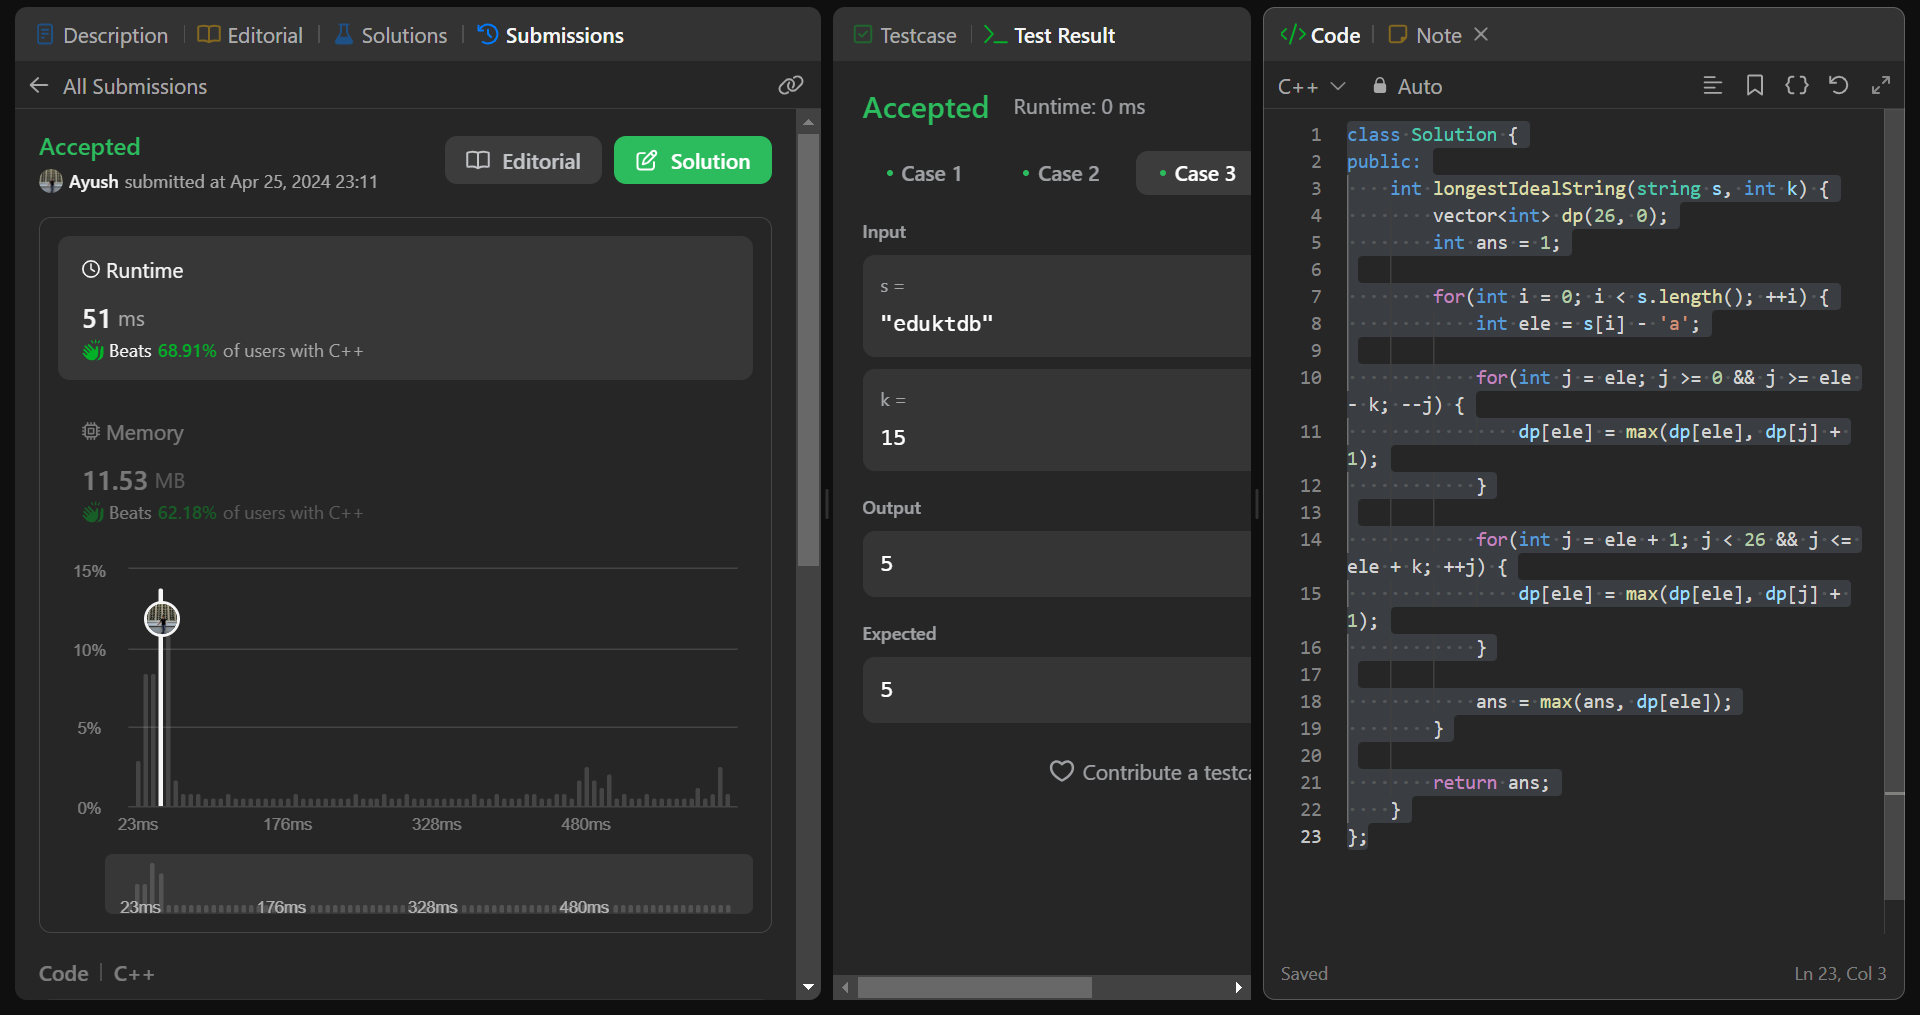 Description
Editorial
Solutions
Submissions
All Submissions
Accepted
Ayush submitted at Apr 25, 2024 23:11
Editorial
Solution
Runtime
51 ms
Beats 68.91% of users with C++
Memory
11.53 MB
Beats 62.18% of users with C++
15%
10%
5%
0%
23ms 176ms 328ms 480ms
23ms 176ms 328ms 480ms
Code C++
Testcase
>_ Test Result
Accepted Runtime: 0 ms
• Case 1 • Case 2 • Case 3
Input
s =
"eduktdb"
k =
15
Output
5
Expected
5
Contribute a testca
</> Code
Note
C++
Auto
1 class Solution {
2 public:
3 int longestIdealString(string s, int k) {
4 vector<int> dp(26, 0);
5 int ans = 1;
6
7 for(int i = 0; i < s.length(); ++i) {
8 int ele = s[i] - 'a';
9
10 for(int j = ele; j >= 0 && j >= ele
- k; --j) {
11 dp[ele] = max(dp[ele], dp[j] +
1);
12 }
13
14 for(int j = ele + 1; j < 26 && j <=
ele + k; ++j) {
15 dp[ele] = max(dp[ele], dp[j] +
1);
16 }
17
18 ans = max(ans, dp[ele]);
19 }
20
21 return ans;
22 }
23 };
Saved
Ln 23, Col 3